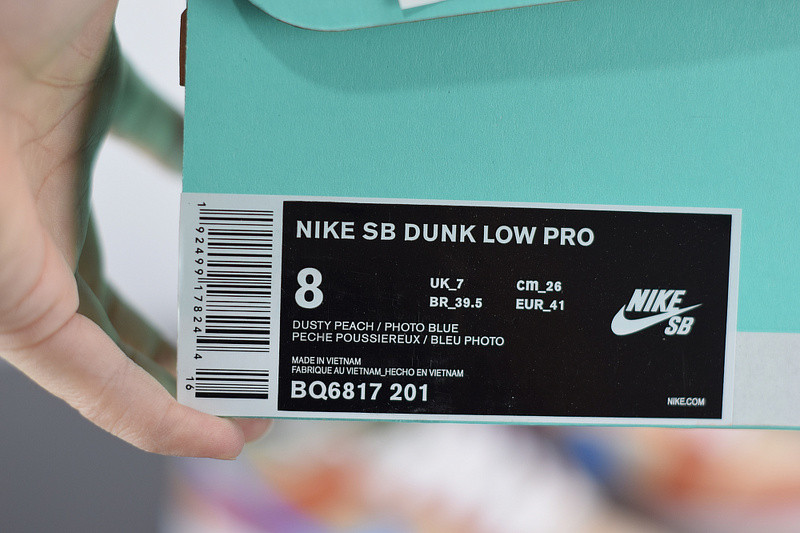 NIKE SB DUNK LOW PRO
8
UK_7
cm_26
BR_39.5
EUR_41
DUSTY PEACH / PHOTO BLUE
PECHE POUSSIEREUX / BLEU PHOTO
MADE IN VIETNAM
FABRIQUE AU VIETNAM_HECHO EN VIETNAM
BQ6817 201
NIKE
SB
NIKE.COM
1 92499 17824 4
16